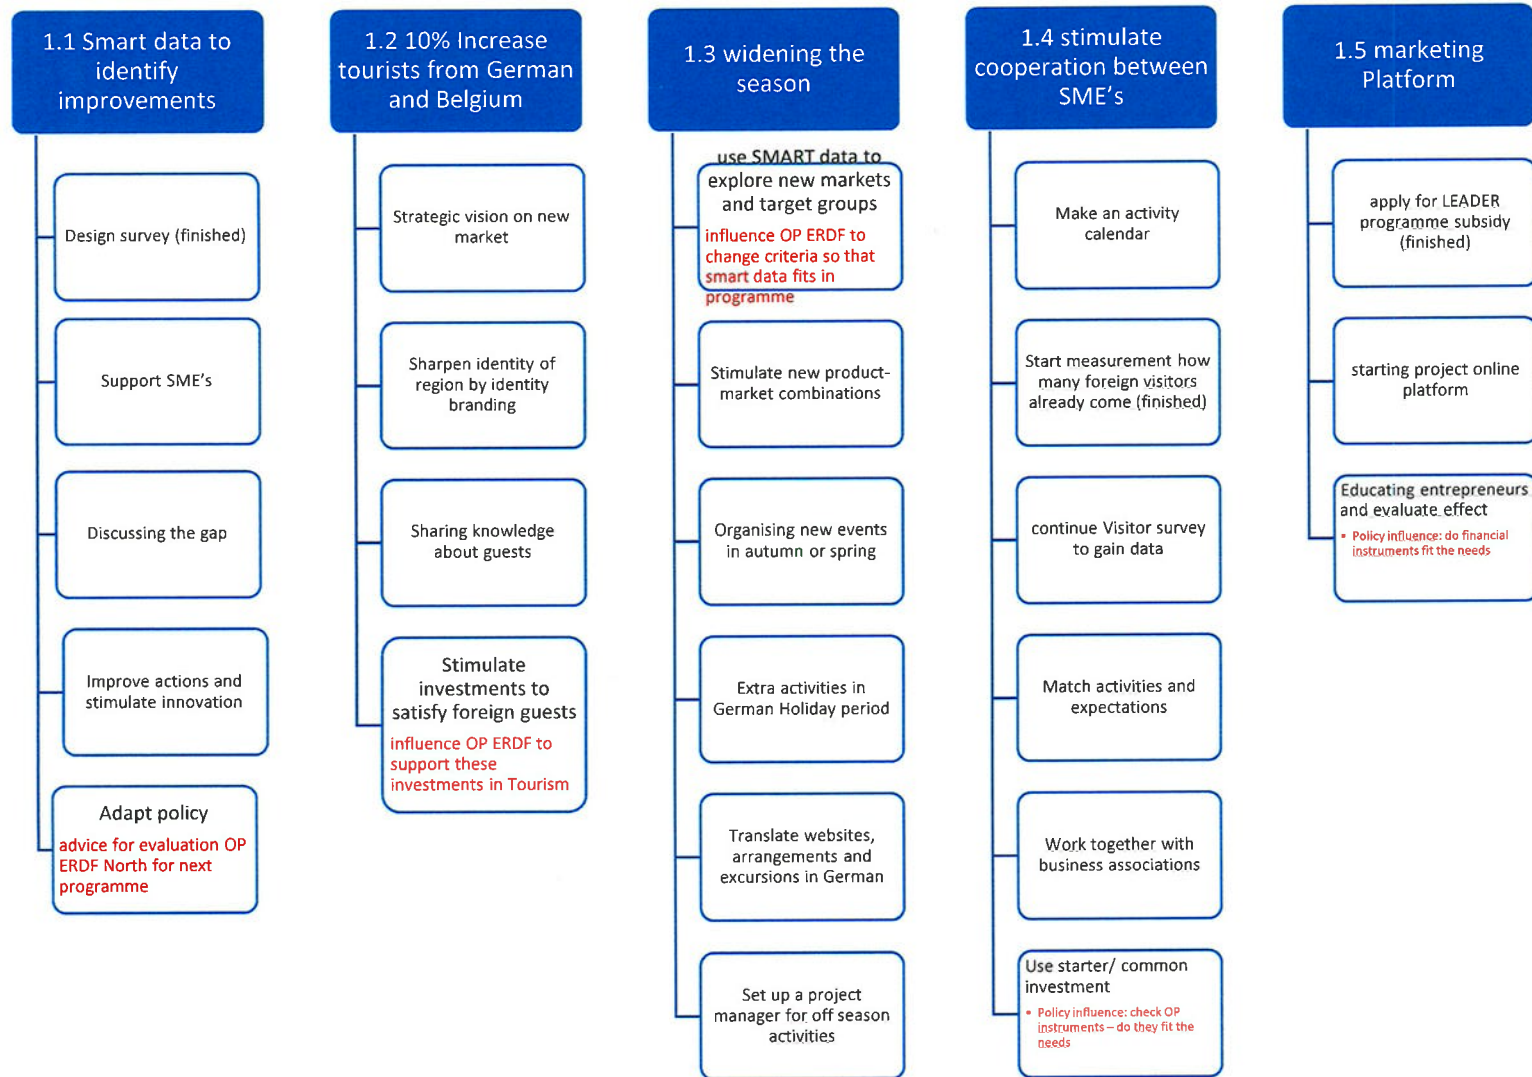 1.1 Smart data to
identify
improvements
Design survey (finished)
Support SME's
Discussing the gap
Improve actions and
stimulate innovation
Adapt policy
advice for evaluation OP
ERDF North for next
programme
1.2 10% Increase
tourists from German
and Belgium
Strategic vision on new
market
Sharpen identity of
region by identity
branding
Sharing knowledge
about guests
Stimulate
investments to
satisfy foreign guests
influence OP ERDF to
support these
investments in Tourism
1.3 widening the
season
use SMART data to
explore new markets
and target groups
influence OP ERDF to
change criteria so that
smart data fits in
programme
Stimulate new product-
market combinations
Organising new events
in autumn or spring
Extra activities in
German Holiday period
Translate websites,
arrangements and
excursions in German
Set up a project
manager for off season
activities
1.4 stimulate
cooperation between
SME's
Make an activity
calendar
Start measurement how
many foreign visitors
already come (finished)
continue Visitor survey
to gain data
Match activities and
expectations
Work together with
business associations
Use starter/ common
investment
• Policy influence: check OP
instruments – do they fit the
needs
1.5 marketing
Platform
apply for LEADER
programme subsidy
(finished)
starting project online
platform
Educating entrepreneurs
and evaluate effect
• Policy influence: do financial
instruments fit the needs